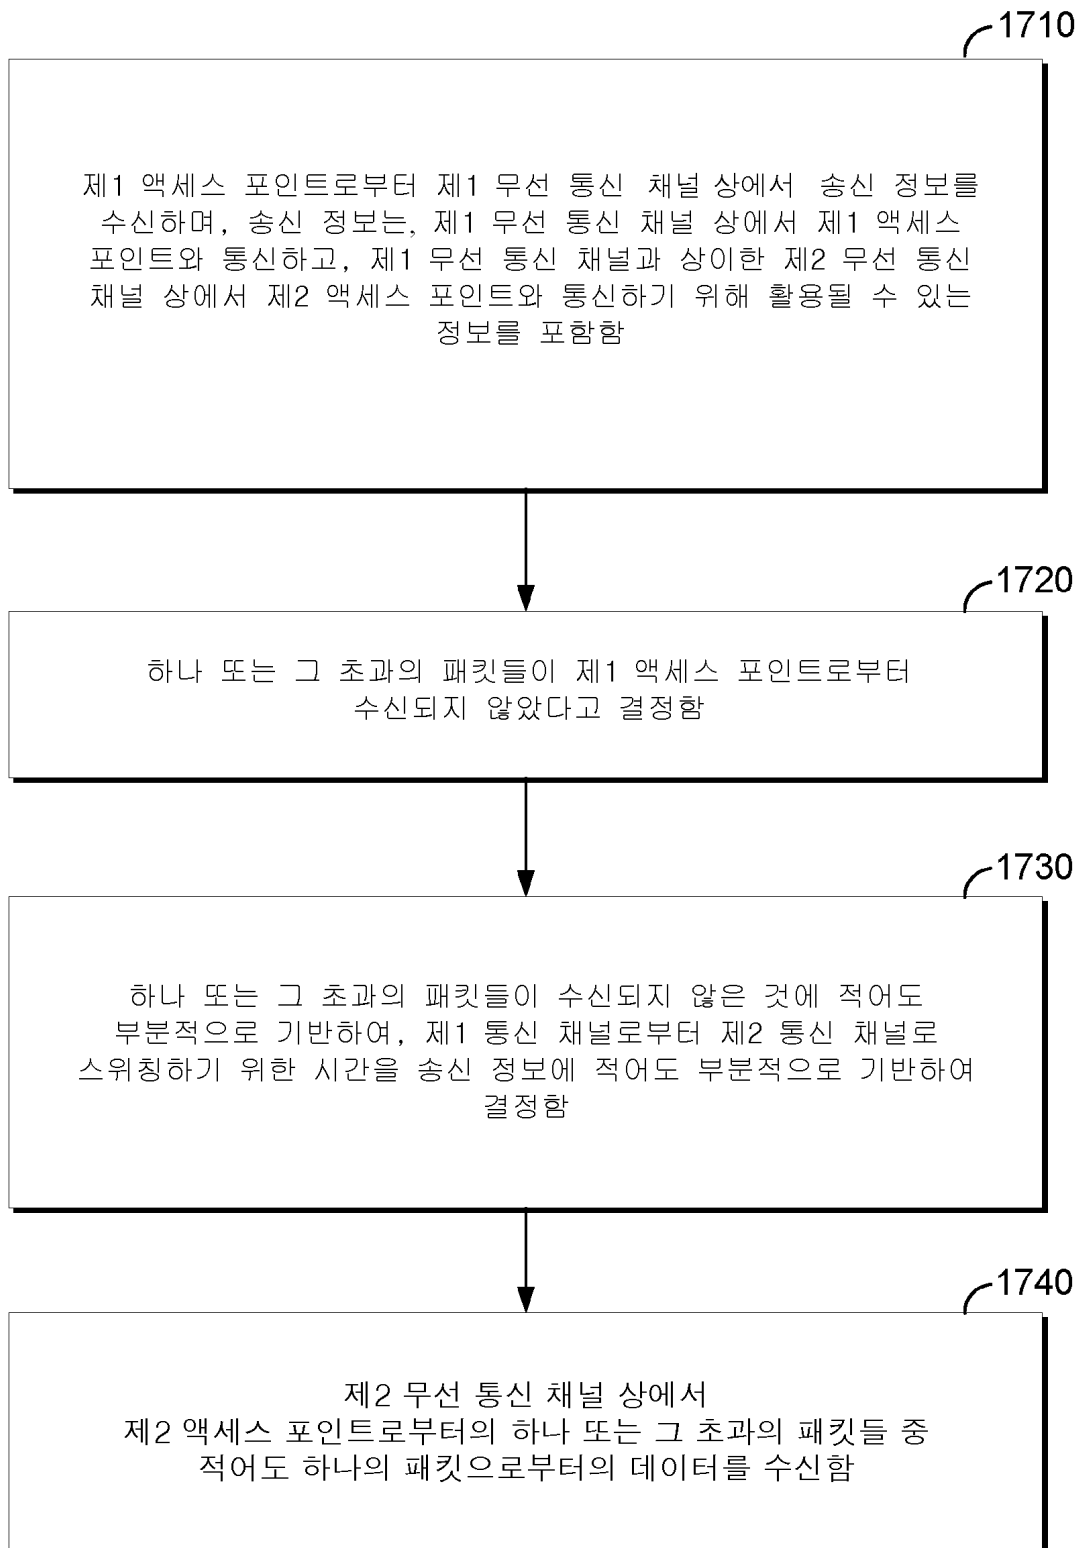 1710
제1 액세스 포인트로부터 제1 무선 통신 채널 상에서 송신 정보를
수신하며, 송신 정보는, 제1 무선 통신 채널 상에서 제1 액세스
포인트와 통신하고, 제1 무선 통신 채널과 상이한 제2 무선 통신
채널 상에서 제2 액세스 포인트와 통신하기 위해 활용될 수 있는
정보를 포함함
1720
하나 또는 그 초과의 패킷들이 제1 액세스 포인트로부터
수신되지 않았다고 결정함
1730
하나 또는 그 초과의 패킷들이 수신되지 않은 것에 적어도
부분적으로 기반하여, 제1 통신 채널로부터 제2 통신 채널로
스위칭하기 위한 시간을 송신 정보에 적어도 부분적으로 기반하여
결정함
1740
제2 무선 통신 채널 상에서
제2 액세스 포인트로부터의 하나 또는 그 초과의 패킷들 중
적어도 하나의 패킷으로부터의 데이터를 수신함